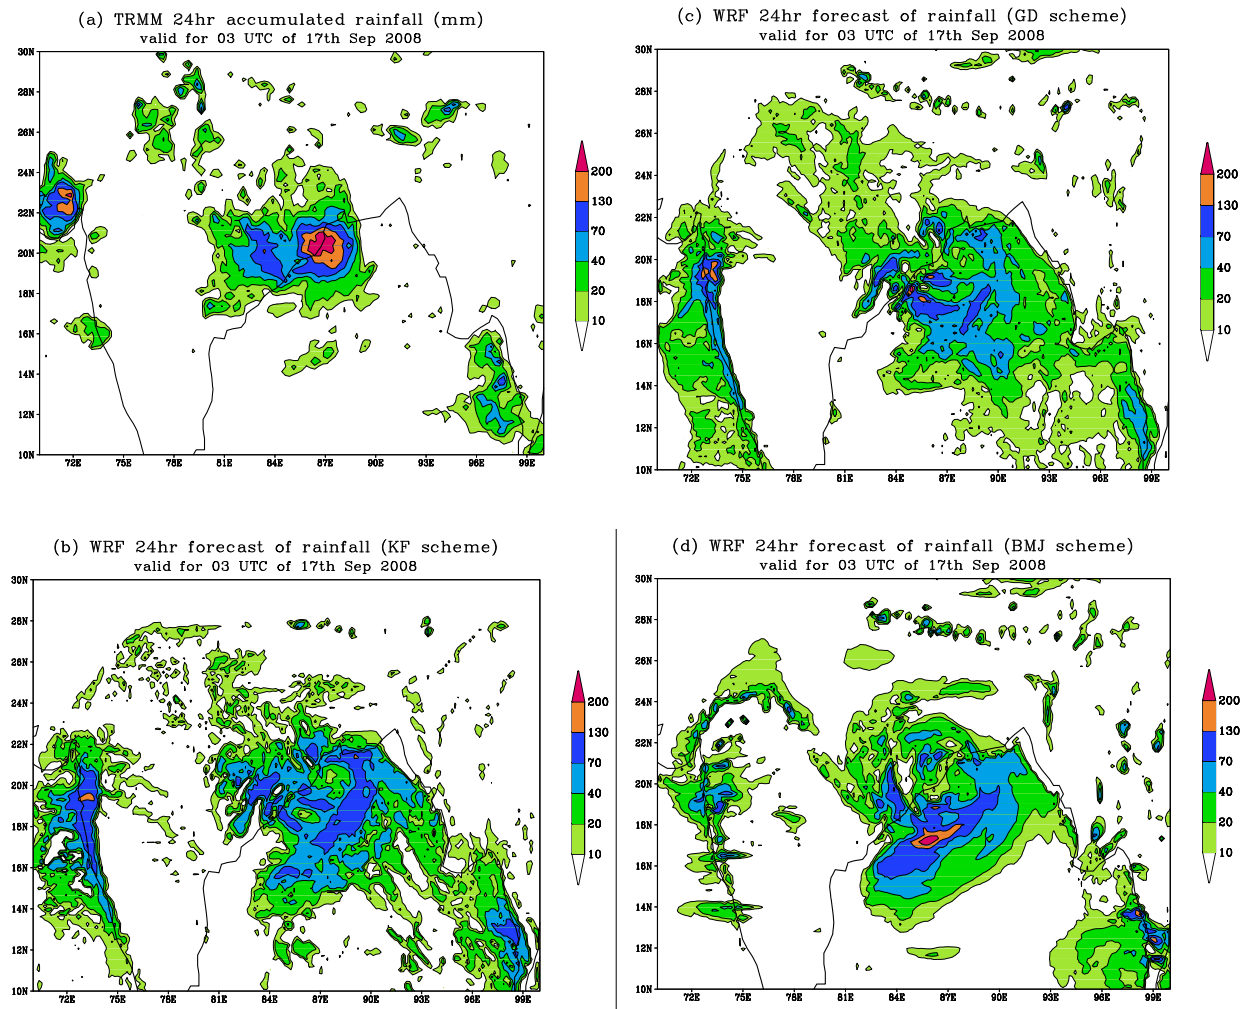 (a) TRMM 24hr accumulated rainfall (mm)
valid for 03 UTC of 17th Sep 2008
30N
28N
26N
24N
22N
20N
18N
16N
14N
12N
10N
72E 75E 78E 81E 84E 87E 90E 93E 96E 99E
200
130
70
40
20
10
(c) WRF 24hr forecast of rainfall (GD scheme)
valid for 03 UTC of 17th Sep 2008
30N
28N
26N
24N
22N
20N
18N
16N
14N
12N
10N
72E 75E 78E 81E 84E 87E 90E 93E 96E 99E
200
130
70
40
20
10
(b) WRF 24hr forecast of rainfall (KF scheme)
valid for 03 UTC of 17th Sep 2008
30N
28N
26N
24N
22N
20N
18N
16N
14N
12N
10N
72E 75E 78E 81E 84E 87E 90E 93E 96E 99E
200
130
70
40
20
10
(d) WRF 24hr forecast of rainfall (BMJ scheme)
valid for 03 UTC of 17th Sep 2008
30N
28N
26N
24N
22N
20N
18N
16N
14N
12N
10N
72E 75E 78E 81E 84E 87E 90E 93E 96E 99E
200
130
70
40
20
10